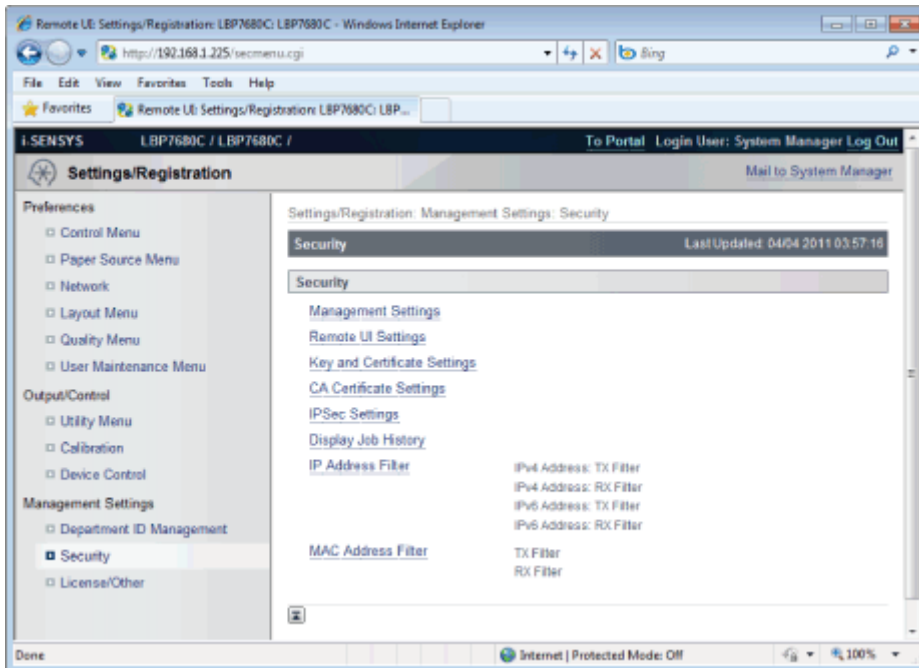 Remote UI: Settings/Registration: LBP7680C: LBP7680C - Windows Internet Explorer
http://192.168.1.225/secmenu.cgi
Bing
File Edit View Favorites Tools Help
Favorites
Remote UI: Settings/Registration: LBP7680C: LBP...
i-SENSYS LBP7680C / LBP7680C / To Portal Login User: System Manager Log Out
Settings/Registration Mail to System Manager
Preferences
Control Menu
Paper Source Menu
Network
Layout Menu
Quality Menu
User Maintenance Menu
Output/Control
Utility Menu
Calibration
Device Control
Management Settings
Department ID Management
Security
License/Other
Settings/Registration: Management Settings: Security
Security Last Updated: 04/04 2011 03:57:16
Security
Management Settings
Remote UI Settings
Key and Certificate Settings
CA Certificate Settings
IPSec Settings
Display Job History
IP Address Filter IPv4 Address: TX Filter
IPv4 Address: RX Filter
IPv6 Address: TX Filter
IPv6 Address: RX Filter
MAC Address Filter TX Filter
RX Filter
Done Internet | Protected Mode: Off 100%